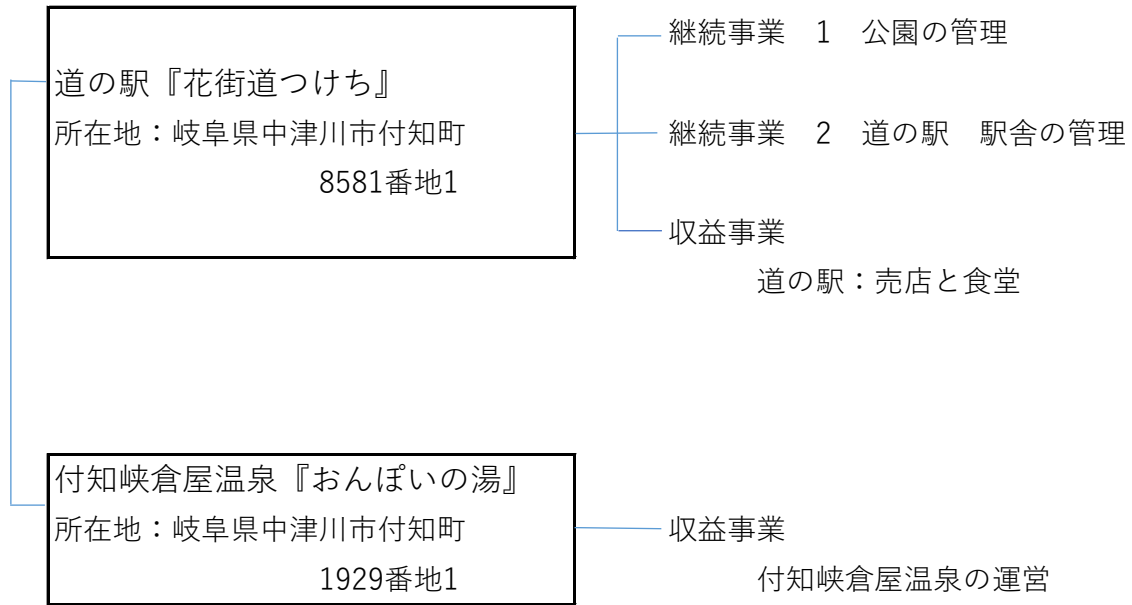 道の駅『花街道つけち』
所在地：岐阜県中津川市付知町
8581番地1
継続事業　1　公園の管理
継続事業　2　道の駅　駅舎の管理
収益事業
道の駅：売店と食堂
付知峡倉屋温泉『おんぽいの湯』
所在地：岐阜県中津川市付知町
1929番地1
収益事業
付知峡倉屋温泉の運営